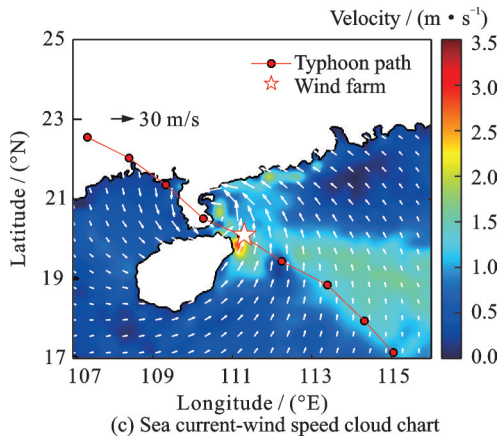 Velocity / (m • s⁻¹)
25
23
21
19
17
Latitude / (°N)
Typhoon path
Wind farm
30 m/s
3.5
3.0
2.5
2.0
1.5
1.0
0.5
0.0
107 109 111 113 115
Longitude / (°E)
(c) Sea current-wind speed cloud chart